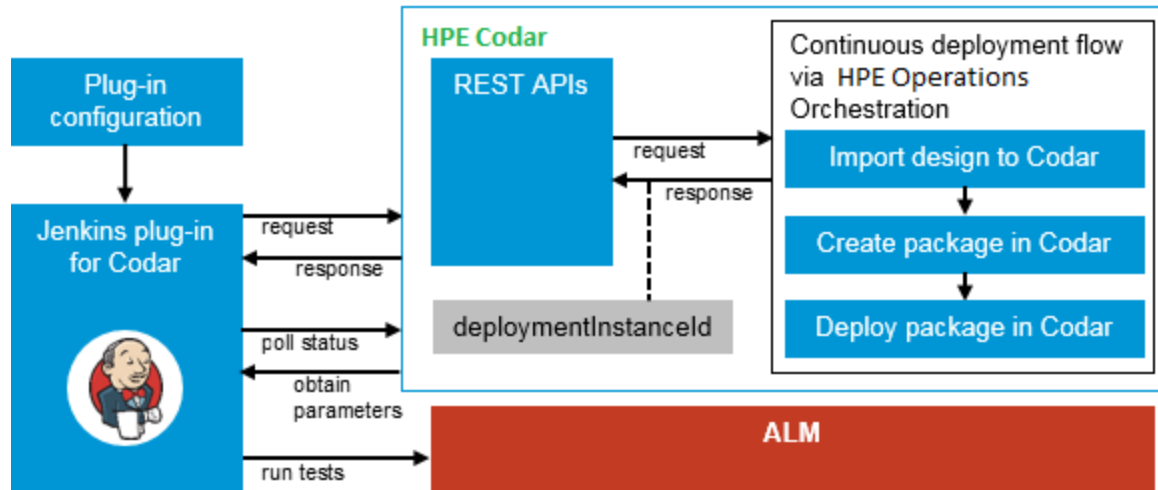 HPE Codar
Plug-in
configuration
REST APIs
Continuous deployment flow
via HPE Operations
Orchestration
request
response
Import design to Codar
Create package in Codar
Deploy package in Codar
Jenkins plug-in
for Codar
request
response
poll status
obtain
parameters
run tests
deploymentInstanceId
ALM